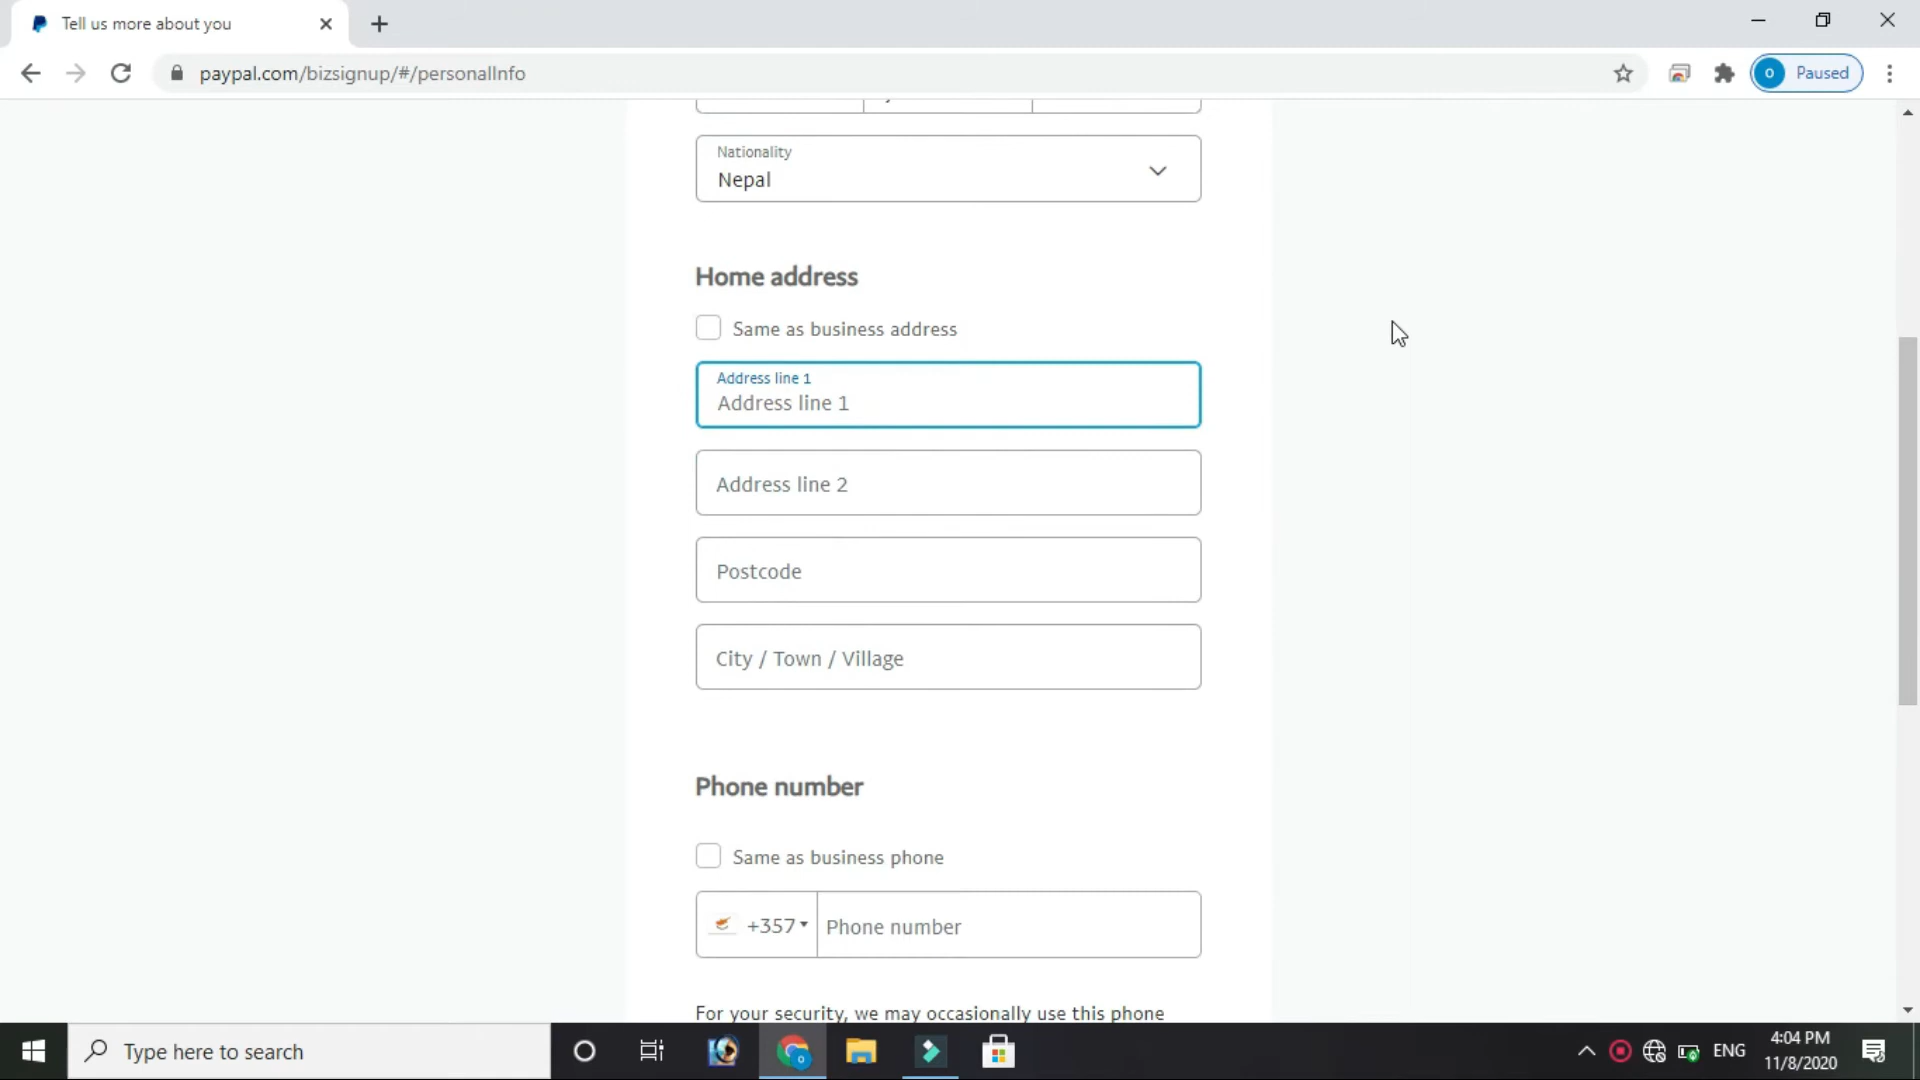 Tell us more about you
paypal.com/bizsignup/#/personalInfo
o Paused
Nationality
Nepal
Home address
Same as business address
Address line 1
Address line 1
Address line 2
Postcode
City / Town / Village
Phone number
Same as business phone
+357 Phone number
For your security, we may occasionally use this phone
Type here to search
ENG
4:04 PM
11/8/2020